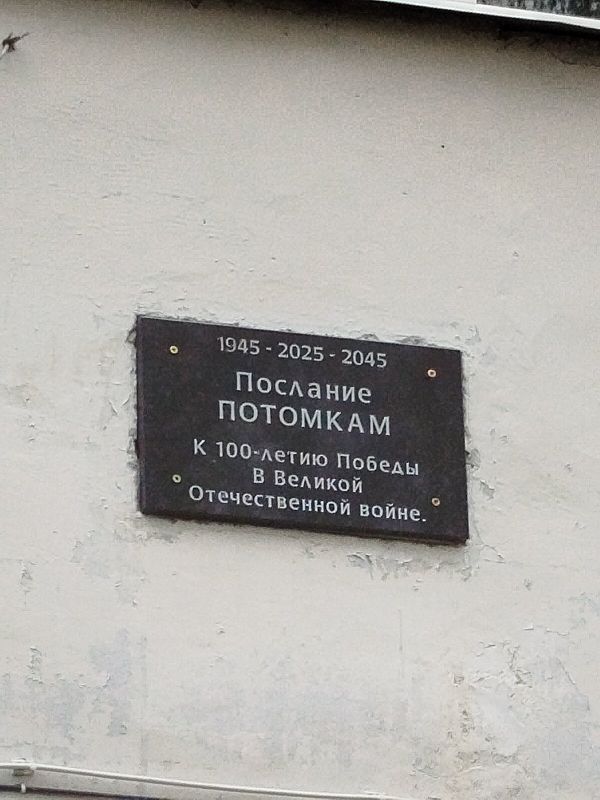 1945 - 2025 - 2045
Послание
ПОТОМКАМ
К 100-летию Победы
В Великой
Отечественной войне.